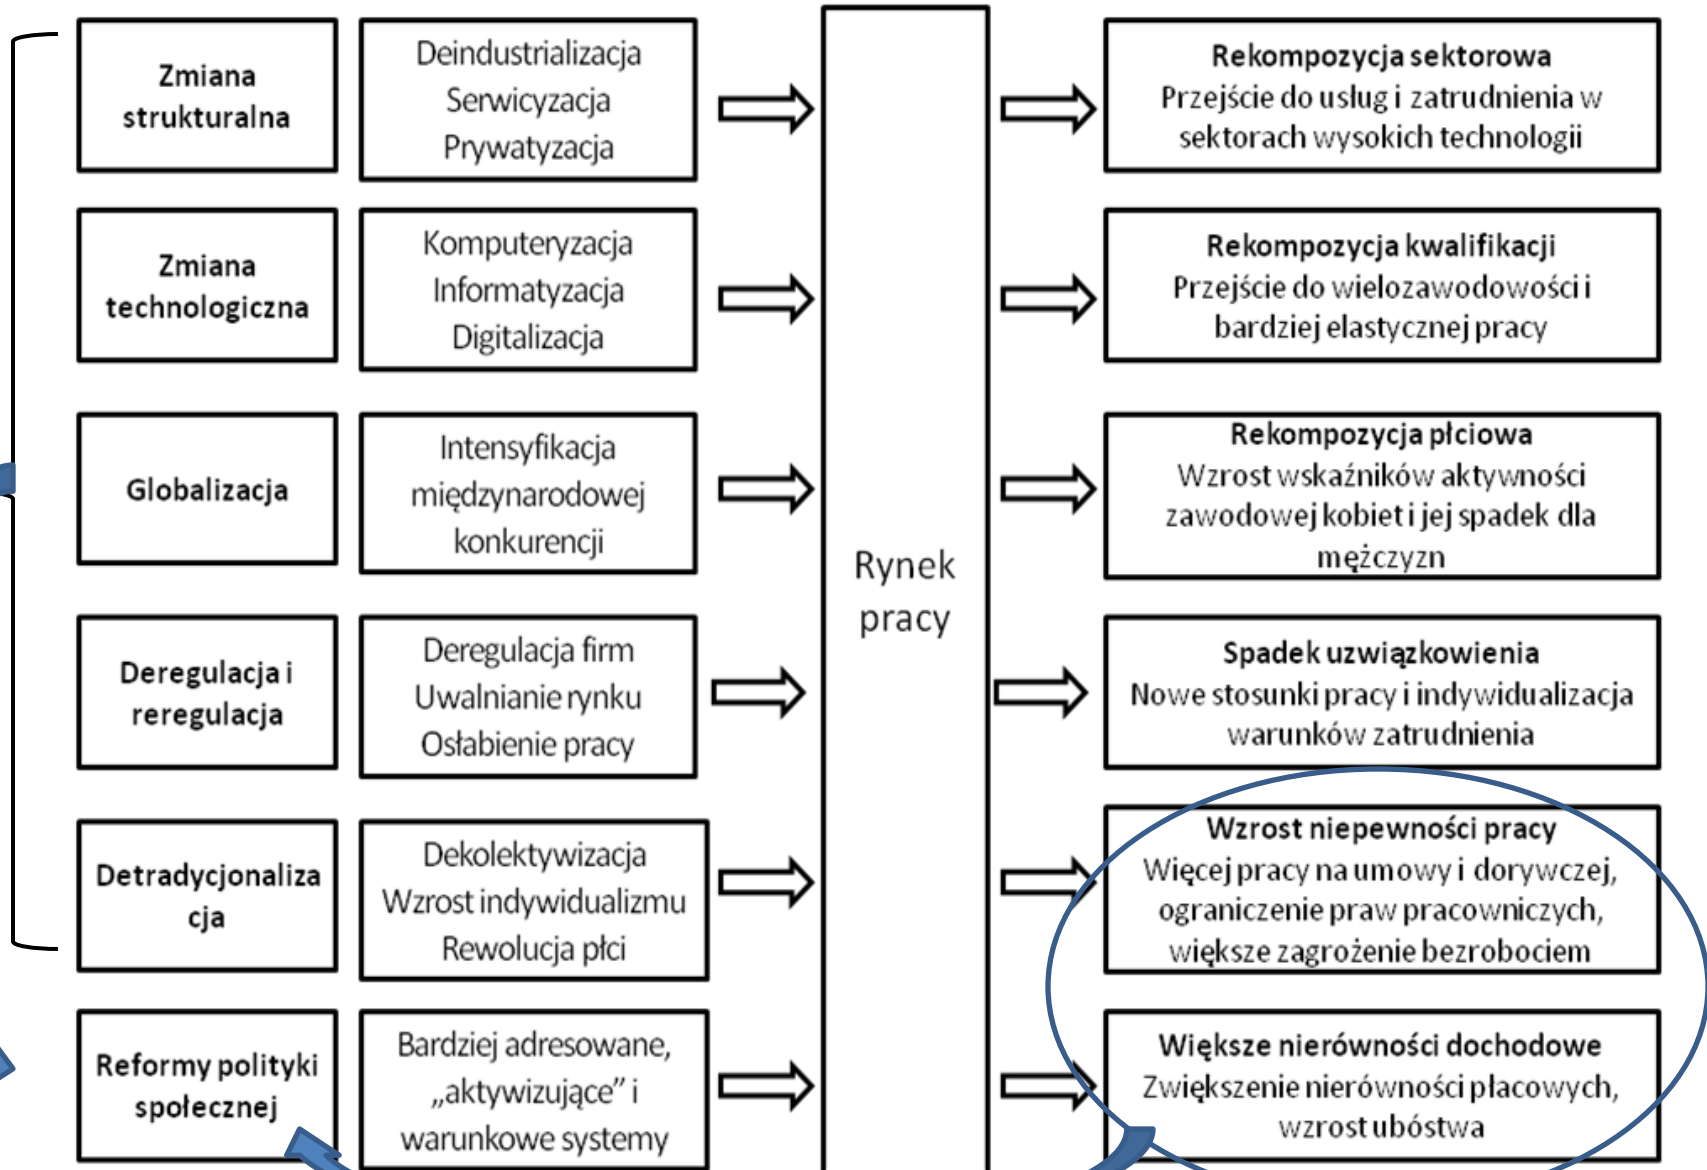 Zmiana
strukturalna
Deindustrializacja
Serwicyzacja
Prywatyzacja
Rekompozycja sektorowa
Przejście do usług i zatrudnienia w
sektorach wysokich technologii
Zmiana
technologiczna
Komputeryzacja
Informatyzacja
Digitalizacja
Rekompozycja kwalifikacji
Przejście do wielozawodowości i
bardziej elastycznej pracy
Globalizacja
Intensyfikacja
międzynarodowej
konkurencji
Rekompozycja płciowa
Wzrost wskaźników aktywności
zawodowej kobiet i jej spadek dla
mężczyzn
Rynek
pracy
Deregulacja i
reregulacja
Deregulacja firm
Uwalnianie rynku
Osłabienie pracy
Spadek uzwiązkowienia
Nowe stosunki pracy i indywidualizacja
warunków zatrudnienia
Detradycjonaliza
cja
Dekolektywizacja
Wzrost indywidualizmu
Rewolucja płci
Wzrost niepewności pracy
Więcej pracy na umowy i dorywczej,
ograniczenie praw pracowniczych,
większe zagrożenie bezrobociem
Reformy polityki
społecznej
Bardziej adresowane,
„aktywizujące” i
warunkowe systemy
Większe nierówności dochodowe
Zwiększenie nierówności płacowych,
wzrost ubóstwa